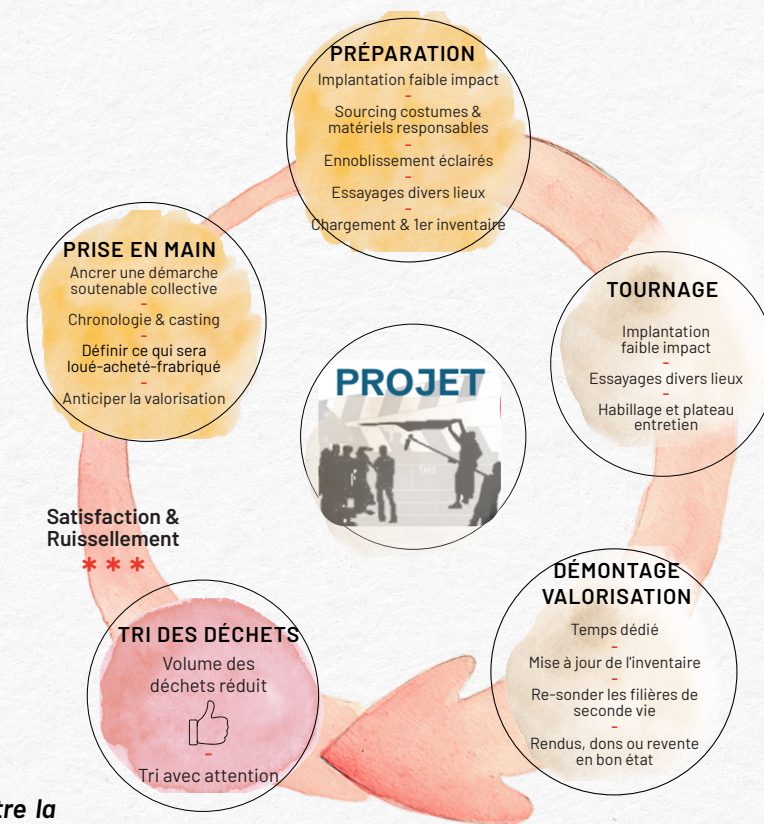 PRÉPARATION
Implantation faible impact
-
Sourcing costumes &
matériels responsables
-
Ennoblissement éclairés
-
Essayages divers lieux
-
Chargement & 1er inventaire
PRISE EN MAIN
Ancrer une démarche
soutenable collective
-
Chronologie & casting
-
Définir ce qui sera
loué-acheté-frabriqué
-
Anticiper la valorisation
TOURNAGE
Implantation
faible impact
-
Essayages divers lieux
-
Habillage et plateau
entretien
PROJET
TAKE
Satisfaction &
Ruissellement
***
DÉMONTAGE
VALORISATION
Temps dédié
-
Mise à jour de l'inventaire
-
Re-sonder les filières de
seconde vie
-
Rendus, dons ou revente
en bon état
TRI DES DÉCHETS
Volume des
déchets réduit
-
Tri avec attention
tre la